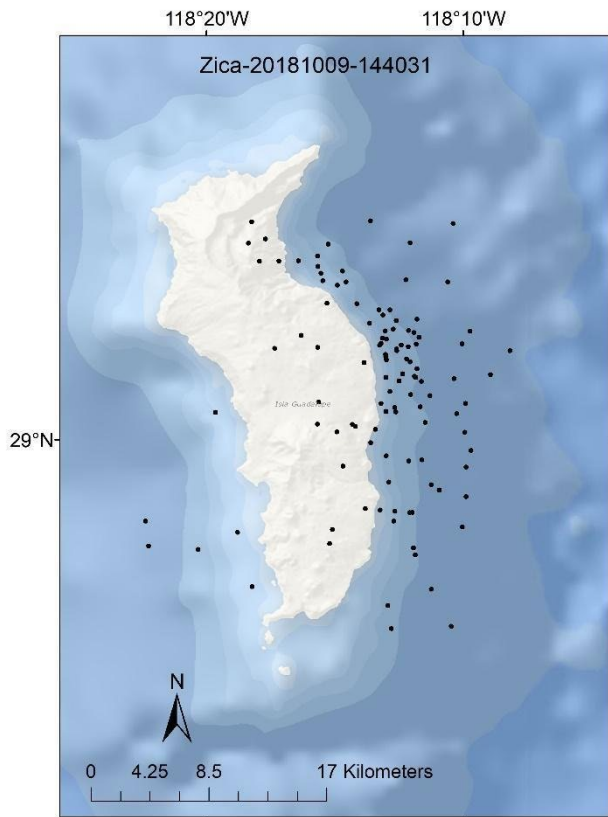 118°20'W 118°10'W
Zica-20181009-144031
Isla Guadalupe
29°N
N
0 4.25 8.5 17 Kilometers